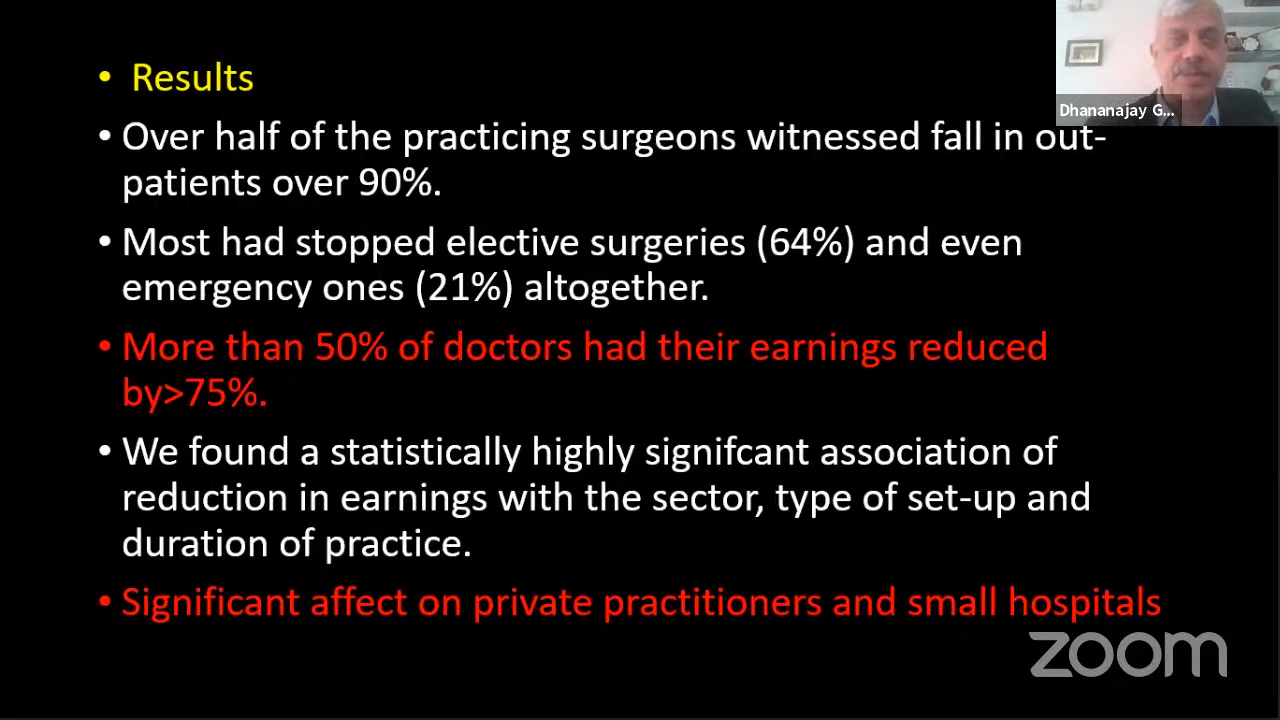 • Results
• Over half of the practicing surgeons witnessed fall in out-
patients over 90%.
• Most had stopped elective surgeries (64%) and even
emergency ones (21%) altogether.
• More than 50% of doctors had their earnings reduced
by>75%.
• We found a statistically highly signifcant association of
reduction in earnings with the sector, type of set-up and
duration of practice.
• Significant affect on private practitioners and small hospitals
Dhananajay G...
zoom